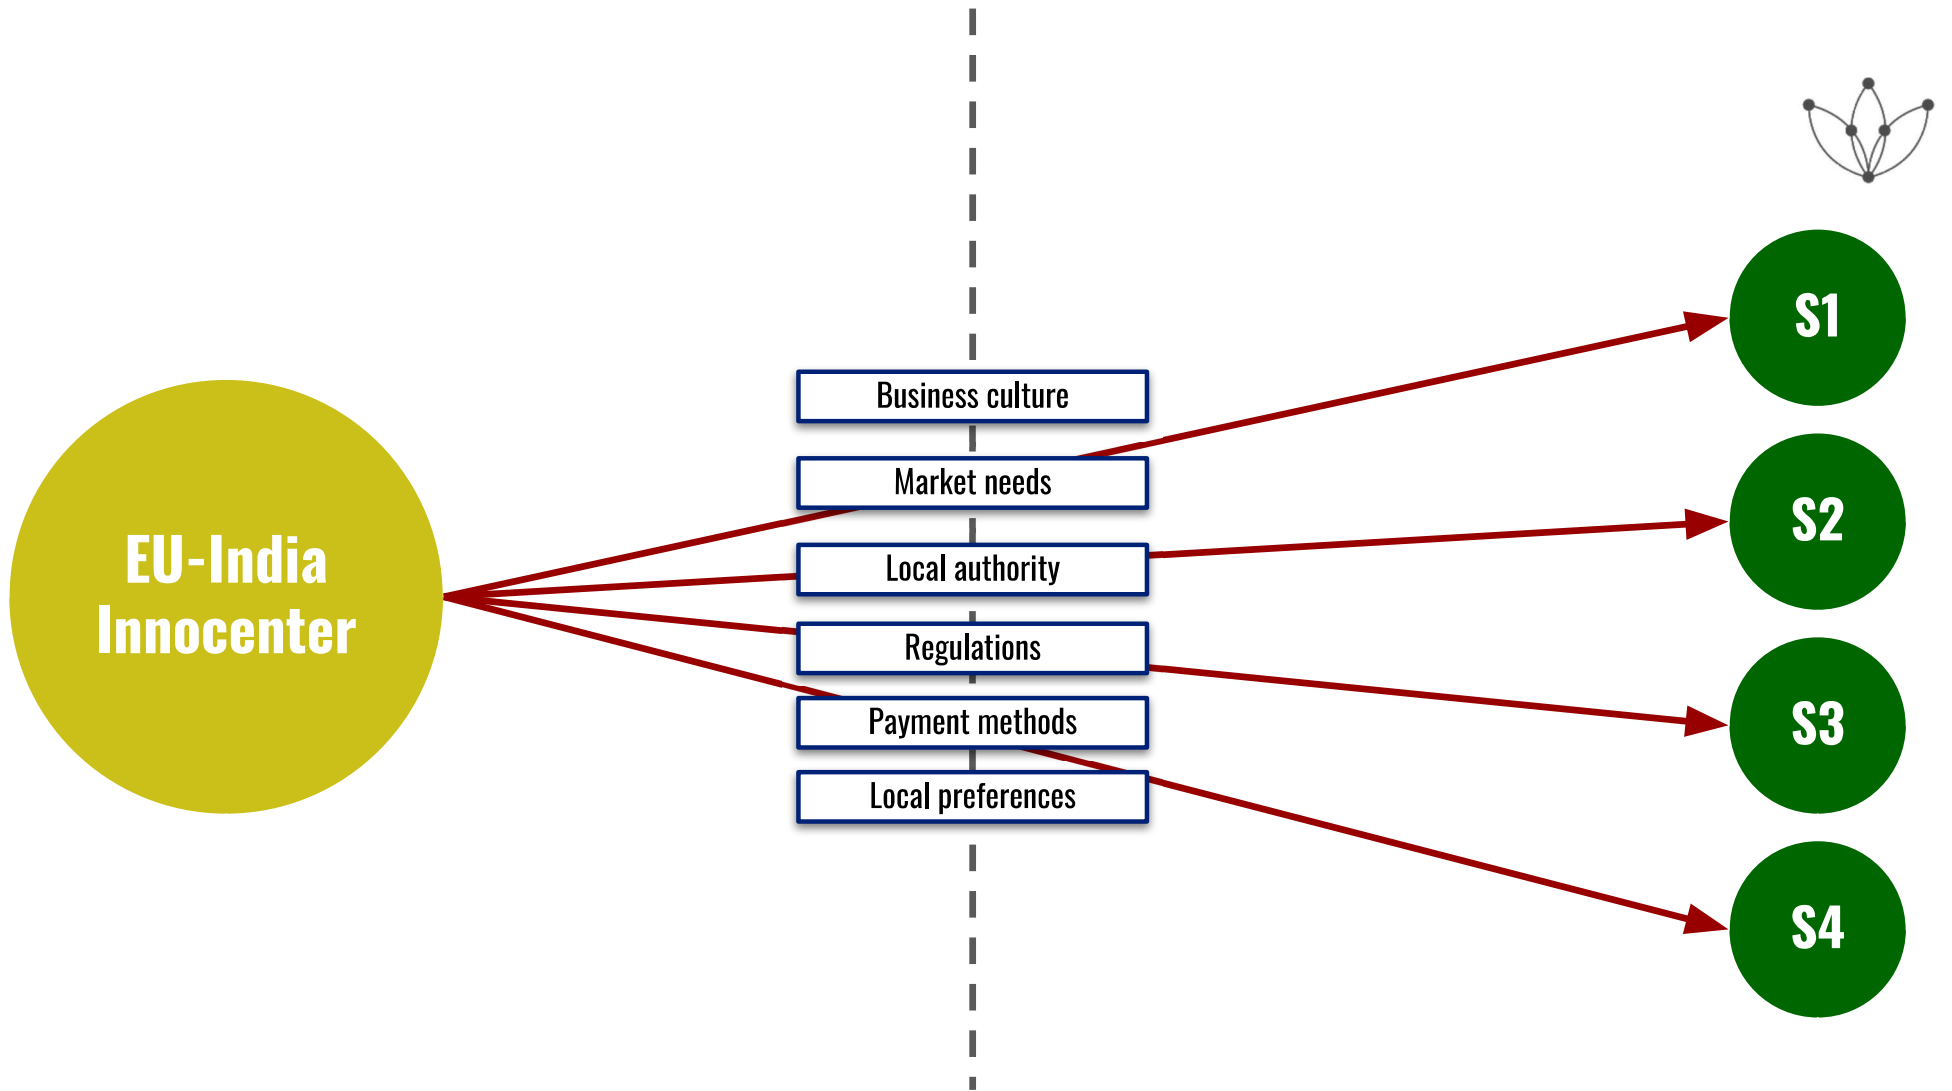 EU-India
Innocenter
Business culture
Market needs
Local authority
Regulations
Payment methods
Local preferences
S1
S2
S3
S4